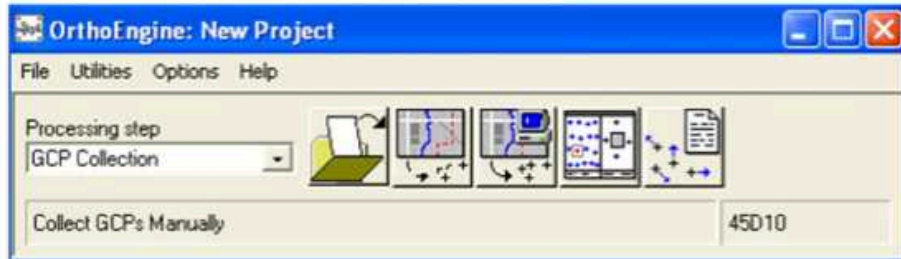 OrthoEngine: New Project
File Utilities Options Help
Processing step
GCP Collection
Collect GCPs Manually 45D10